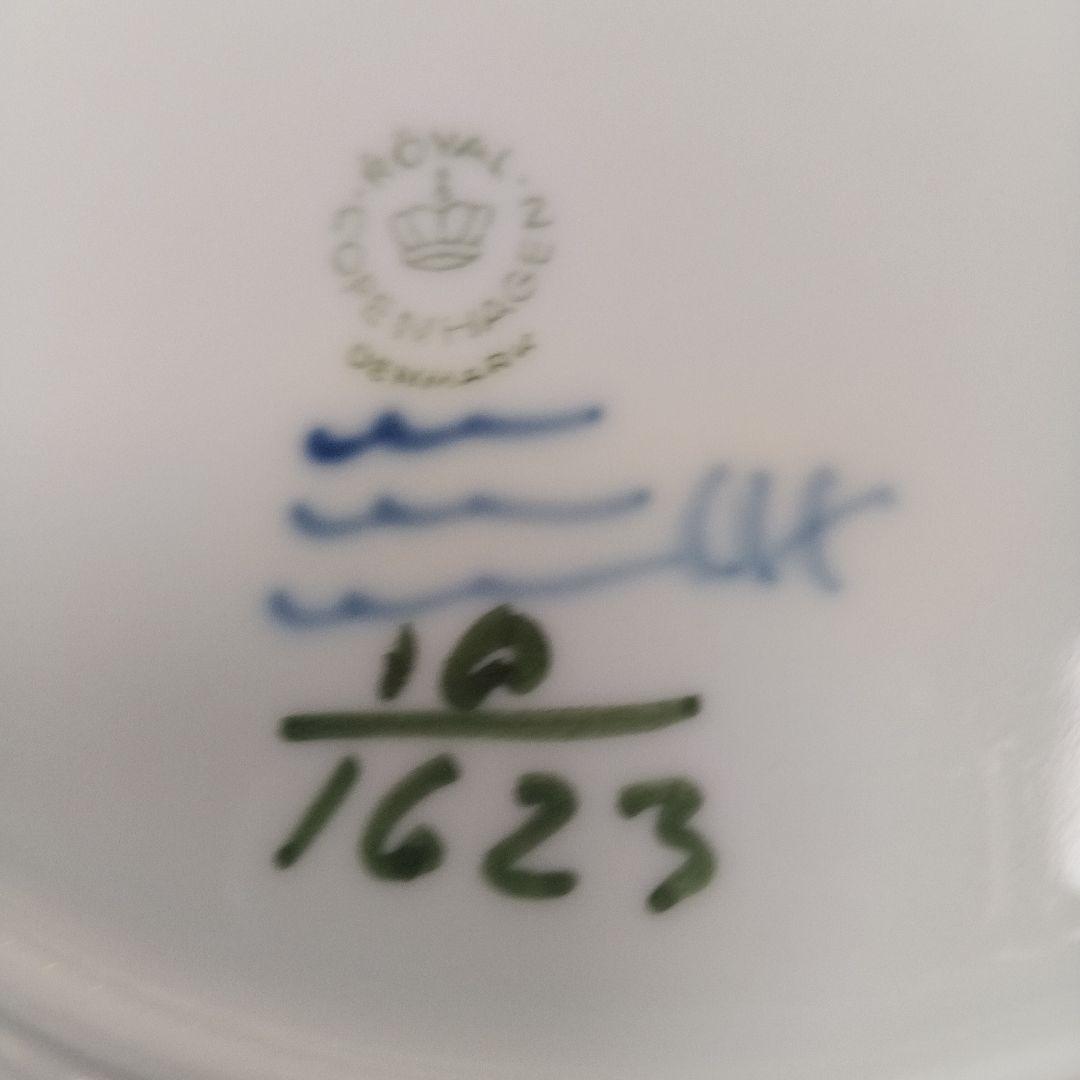 ROYAL COPENHAGEN
DENMARK
10
1623